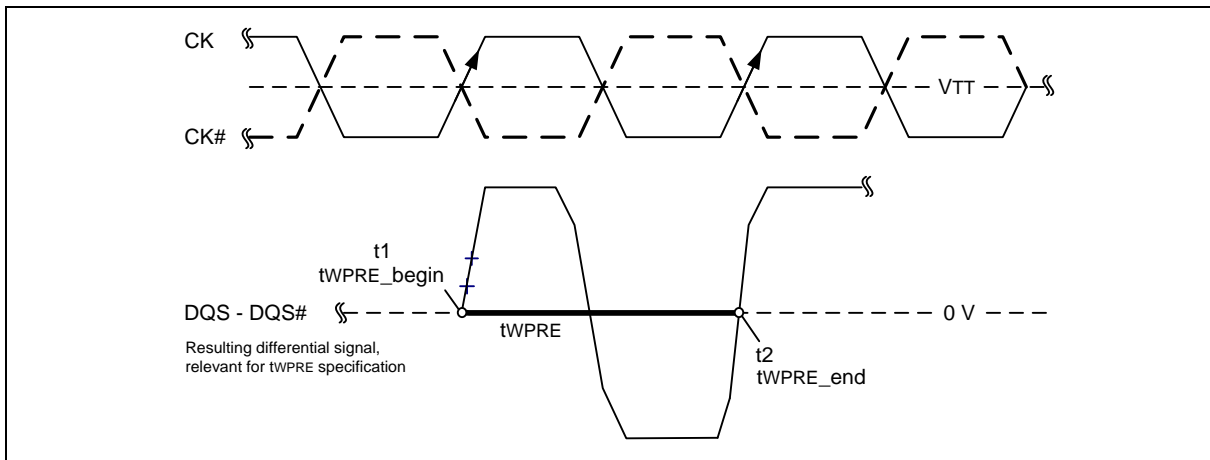 CK
VTT
CK#
t1
tWPRE_begin
DQS - DQS#
0 V
tWPRE
Resulting differential signal,
relevant for tWPRE specification
t2
tWPRE_end